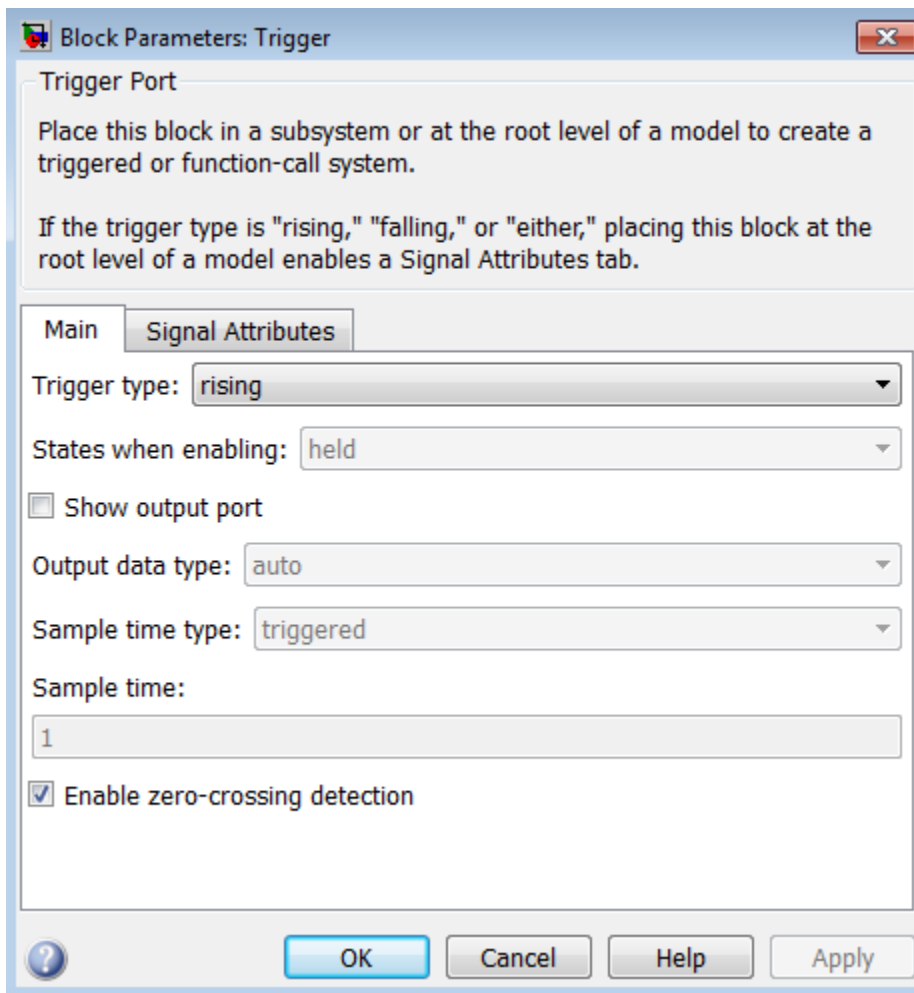 Block Parameters: Trigger
Trigger Port
Place this block in a subsystem or at the root level of a model to create a
triggered or function-call system.
If the trigger type is "rising," "falling," or "either," placing this block at the
root level of a model enables a Signal Attributes tab.
Main Signal Attributes
Trigger type: rising
States when enabling: held
Show output port
Output data type: auto
Sample time type: triggered
Sample time:
1
Enable zero-crossing detection
? OK Cancel Help Apply